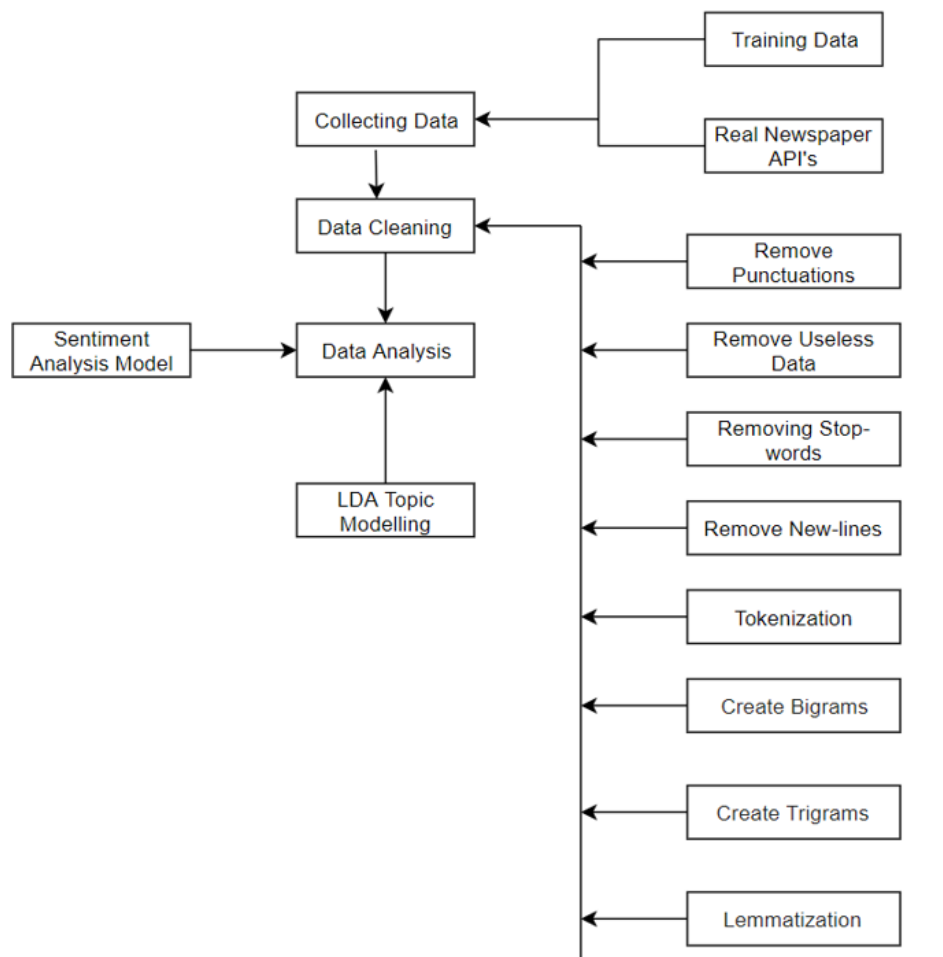 Training Data
Collecting Data
Real Newspaper
API's
Data Cleaning
Remove
Punctuations
Sentiment
Analysis Model
Data Analysis
Remove Useless
Data
Removing Stop-
words
LDA Topic
Modelling
Remove New-lines
Tokenization
Create Bigrams
Create Trigrams
Lemmatization